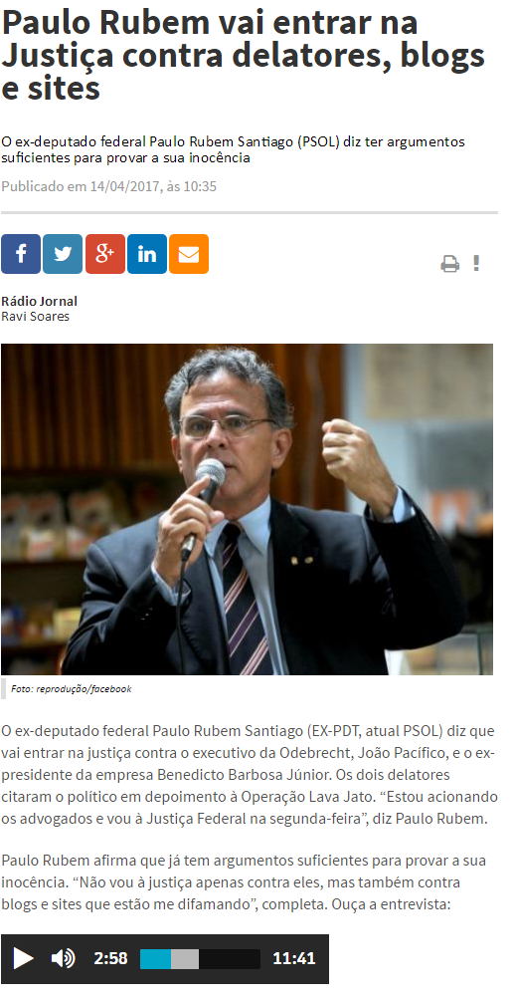 Paulo Rubem vai entrar na
Justiça contra delatores, blogs
e sites
O ex-deputado federal Paulo Rubem Santiago (PSOL) diz ter argumentos
suficientes para provar a sua inocência
Publicado em 14/04/2017, às 10:35
Rádio Jornal
Ravi Soares
Foto: reprodução/facebook
O ex-deputado federal Paulo Rubem Santiago (EX-PDT, atual PSOL) diz que
vai entrar na justiça contra o executivo da Odebrecht, João Pacífico, e o ex-
presidente da empresa Benedicto Barbosa Júnior. Os dois delatores
citaram o político em depoimento à Operação Lava Jato. “Estou acionando
os advogados e vou à Justiça Federal na segunda-feira”, diz Paulo Rubem.
Paulo Rubem afirma que já tem argumentos suficientes para provar a sua
inocência. “Não vou à justiça apenas contra eles, mas também contra
blogs e sites que estão me difamando”, completa. Ouça a entrevista:
2:58 11:41